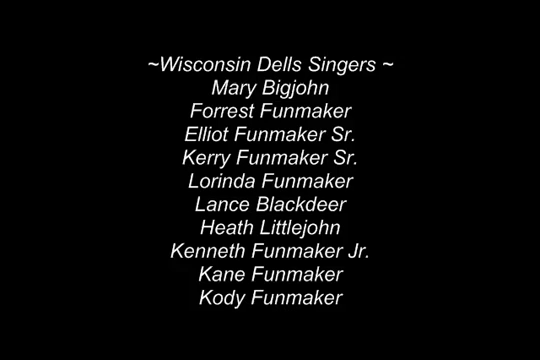 ~Wisconsin Dells Singers ~
Mary Bigjohn
Forrest Funmaker
Elliot Funmaker Sr.
Kerry Funmaker Sr.
Lorinda Funmaker
Lance Blackdeer
Heath Littlejohn
Kenneth Funmaker Jr.
Kane Funmaker
Kody Funmaker